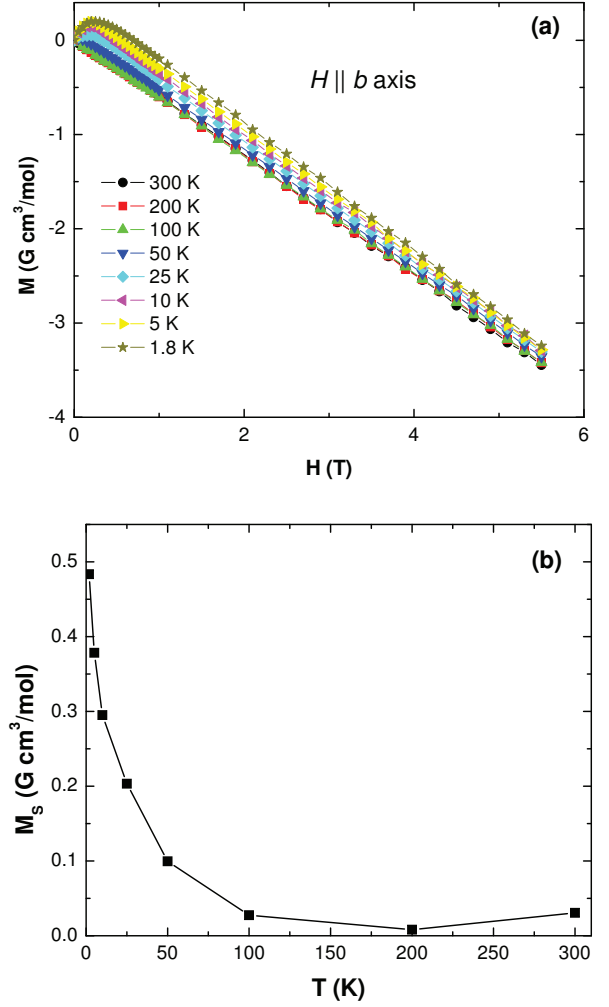 (a)
H || b axis
0
-1
-2
-3
-4
M (G cm³/mol)
300 K
200 K
100 K
50 K
25 K
10 K
5 K
1.8 K
0 2 4 6
H (T)
(b)
0.5
0.4
0.3
0.2
0.1
0.0
M_S (G cm³/mol)
0 50 100 150 200 250 300
T (K)